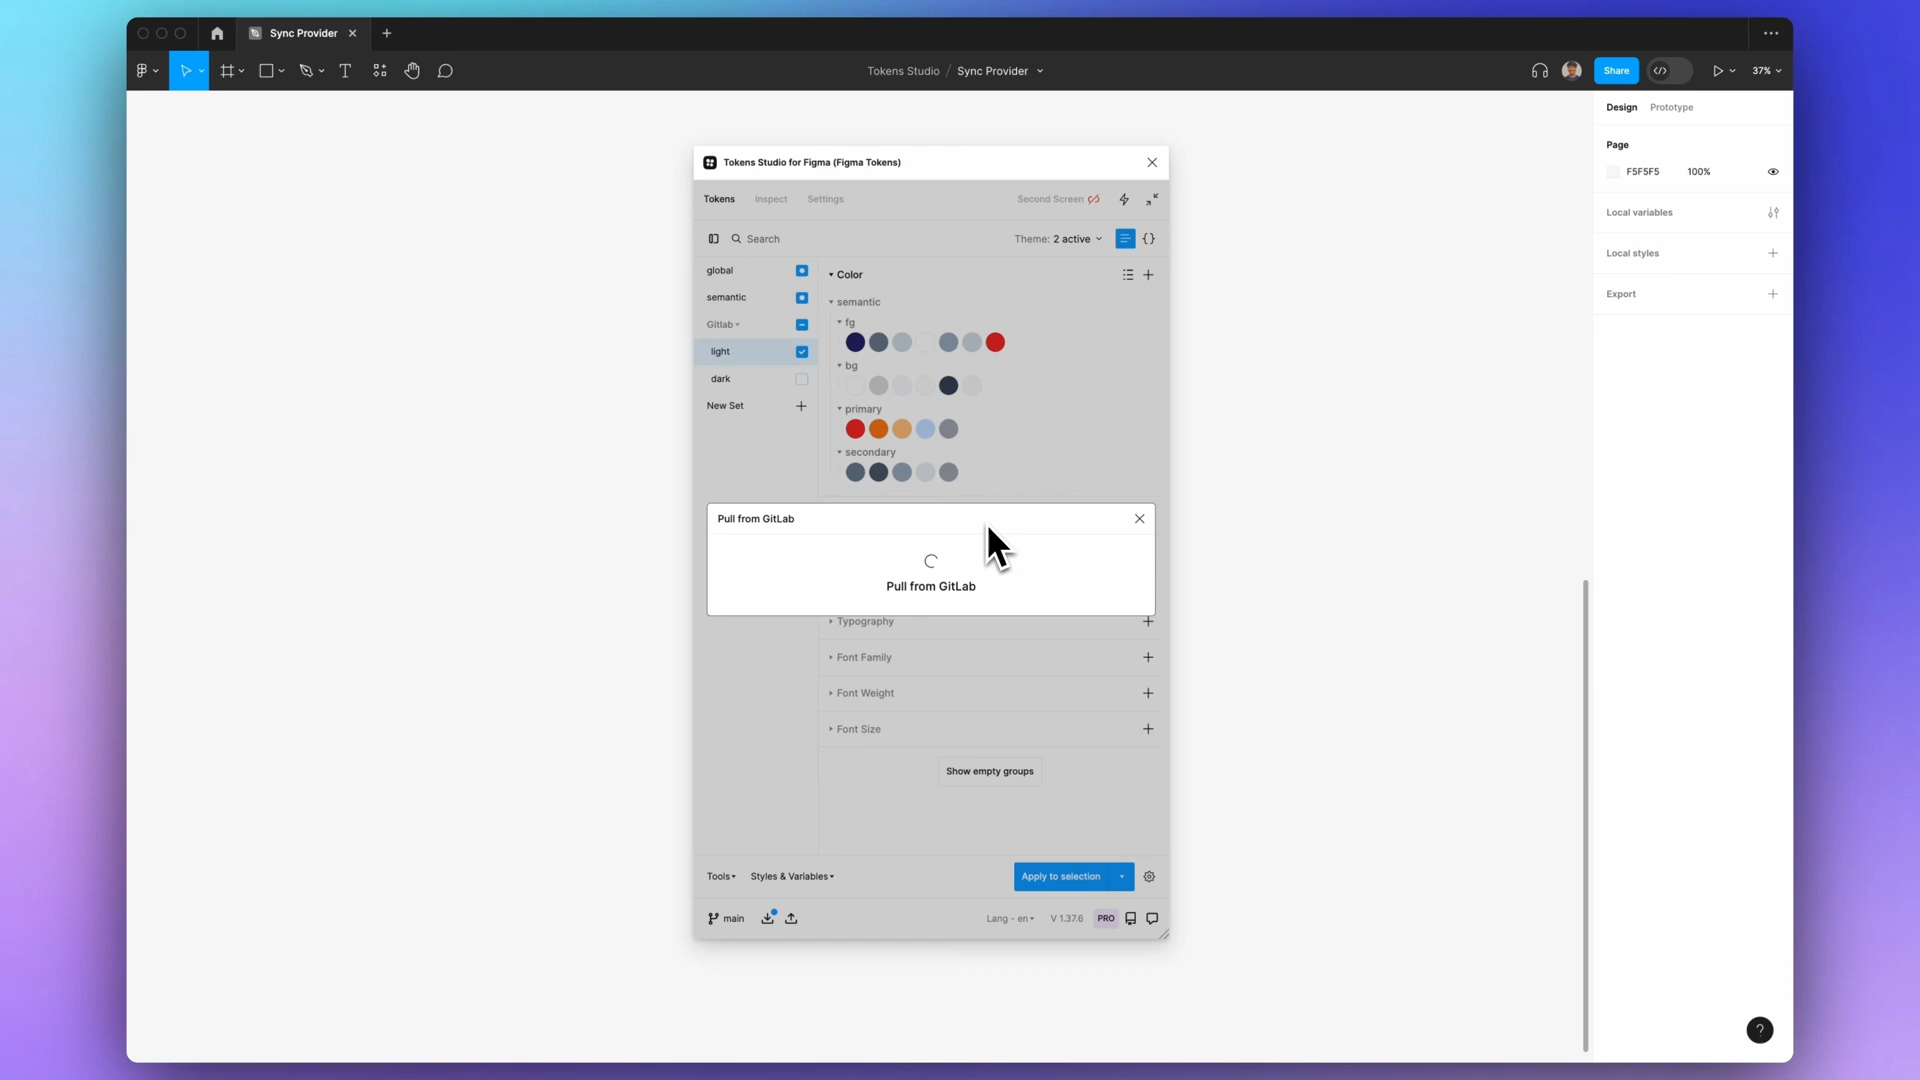 Sync Provider
Tokens Studio / Sync Provider
Share
37%
Design Prototype
Page
F5F5F5 100%
Local variables
Local styles
Export
Tokens Studio for Figma (Figma Tokens)
Tokens Inspect Settings Second Screen
Search Theme: 2 active
global
semantic
Gitlab
light
dark
New Set
Color
semantic
fg
bg
primary
secondary
Pull from GitLab
Pull from GitLab
Typography
Font Family
Font Weight
Font Size
Show empty groups
Tools Styles & Variables Apply to selection
main Lang - en V 1.37.6 PRO
?